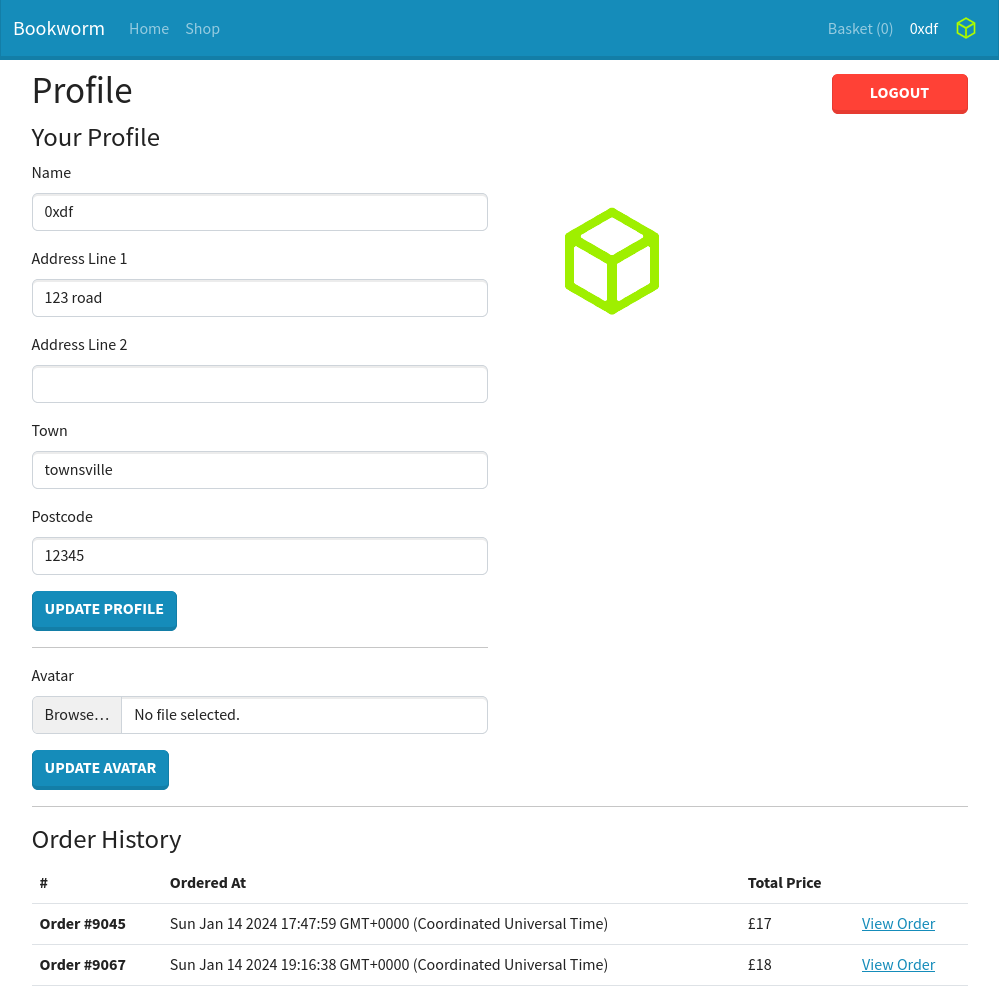 Bookworm Home Shop Basket (0) 0xdf
Profile
LOGOUT
Your Profile
Name
0xdf
Address Line 1
123 road
Address Line 2
Town
townsville
Postcode
12345
UPDATE PROFILE
Avatar
Browse... No file selected.
UPDATE AVATAR
Order History
# Ordered At Total Price
Order #9045 Sun Jan 14 2024 17:47:59 GMT+0000 (Coordinated Universal Time) £17 View Order
Order #9067 Sun Jan 14 2024 19:16:38 GMT+0000 (Coordinated Universal Time) £18 View Order